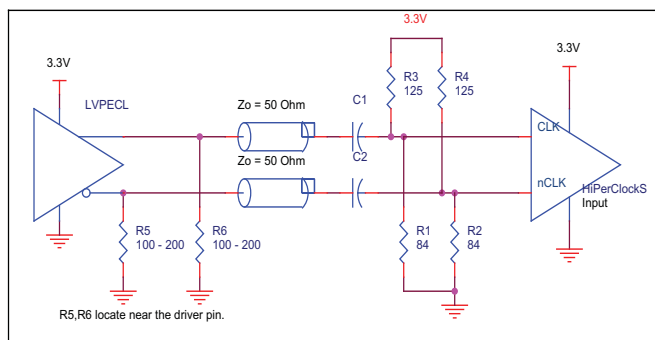 3.3V
3.3V
3.3V
LVPECL
R3
125
R4
125
Zo = 50 Ohm
C1
CLK
Zo = 50 Ohm
C2
nCLK
HiPerClockS
Input
R5
100 - 200
R6
100 - 200
R1
84
R2
84
R5,R6 locate near the driver pin.